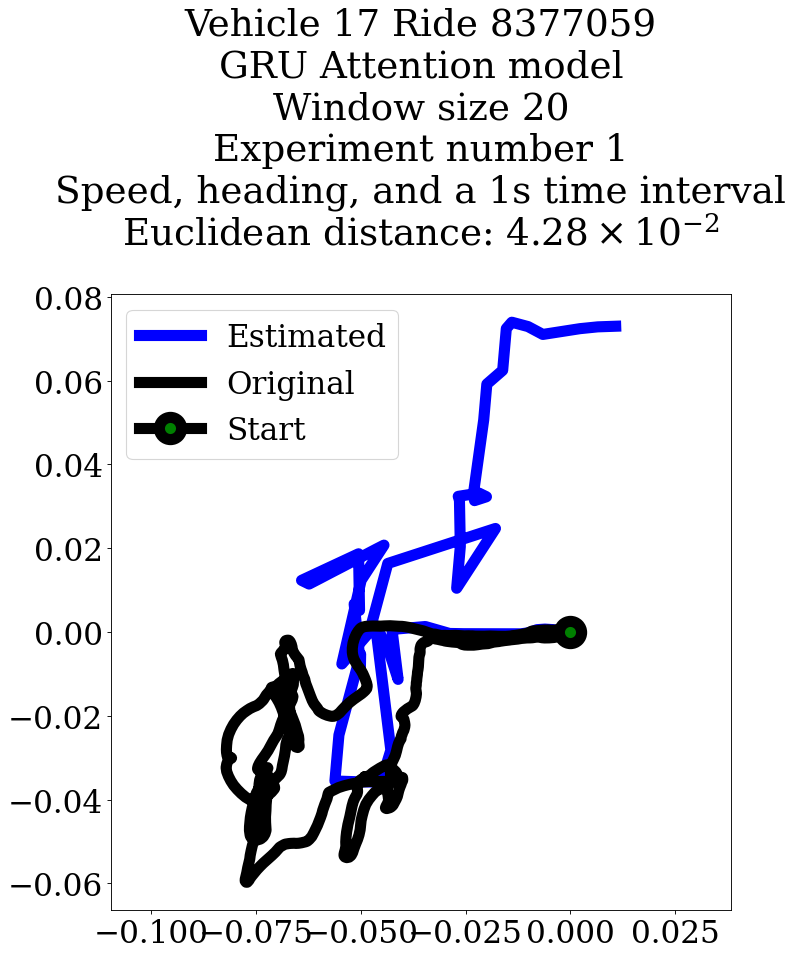 Vehicle 17 Ride 8377059
GRU Attention model
Window size 20
Experiment number 1
Speed, heading, and a 1s time interval
Euclidean distance: 4.28 × 10⁻²
Estimated
Original
Start
0.08
0.06
0.04
0.02
0.00
−0.02
−0.04
−0.06
−0.100 −0.075 −0.050 −0.025 0.000 0.025